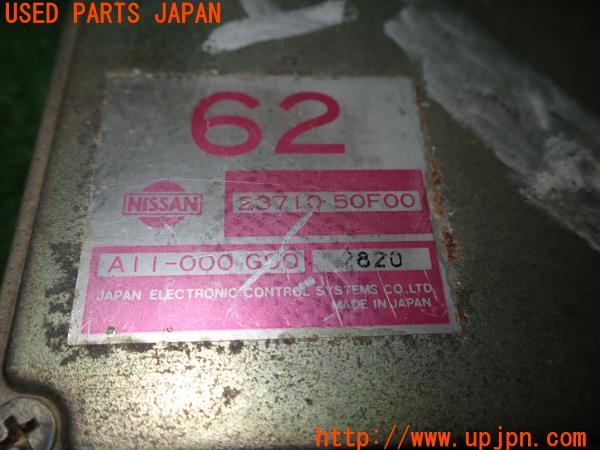 USED PARTS JAPAN
62
NISSAN
23710 50F00
A11-000
820
JAPAN ELECTRONIC CONTROL SYSTEMS CO.,LTD.
MADE IN JAPAN
http://www.upjpn.com